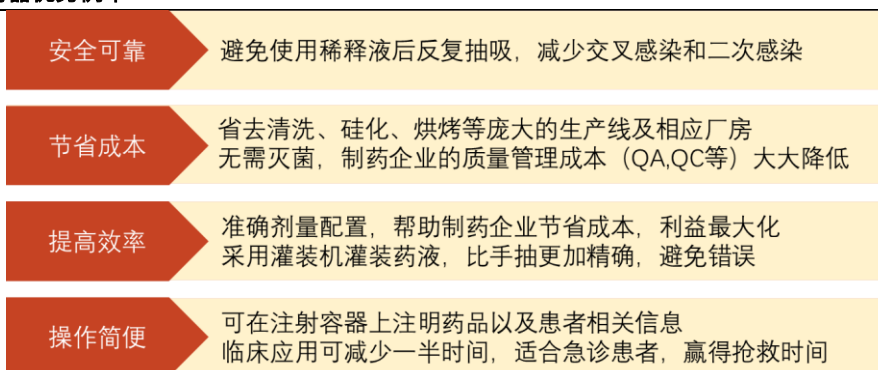 安全可靠
避免使用稀释液后反复抽吸，减少交叉感染和二次感染
节省成本
省去清洗、硅化、烘烤等庞大的生产线及相应厂房
无需灭菌，制药企业的质量管理成本（QA,QC等）大大降低
提高效率
准确剂量配置，帮助制药企业节省成本，利益最大化
采用灌装机灌装药液，比手抽更加精确，避免错误
操作简便
可在注射容器上注明药品以及患者相关信息
临床应用可减少一半时间，适合急诊患者，赢得抢救时间